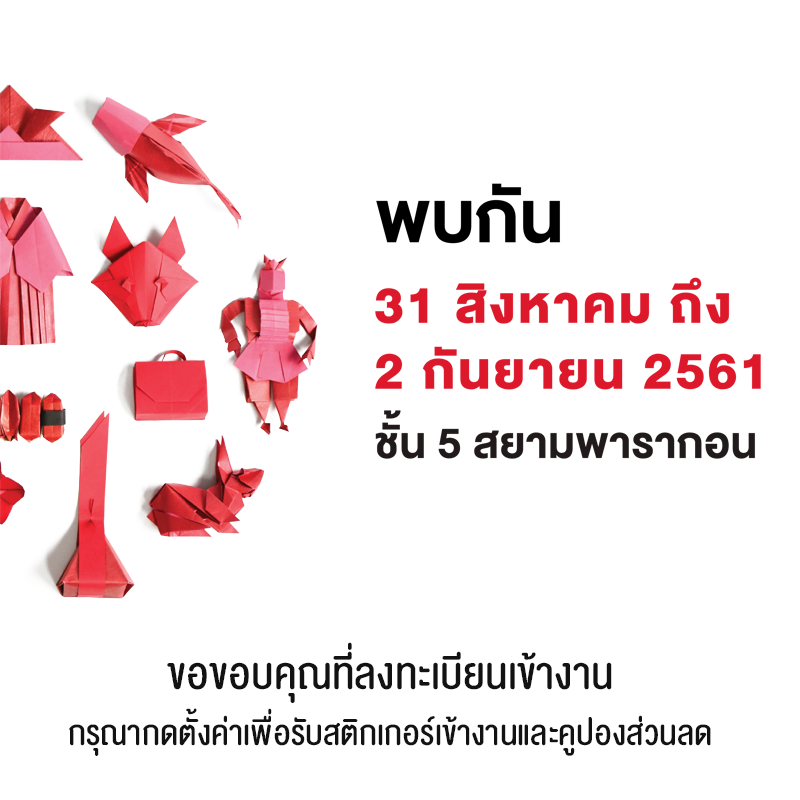 พบกัน
31 สิงหาคม ถึง
2 กันยายน 2561
ชั้น 5 สยามพารากอน
ขอขอบคุณที่ลงทะเบียนเข้างาน
กรุณากดตั้งค่าเพื่อรับสติกเกอร์เข้างานและคูปองส่วนลด